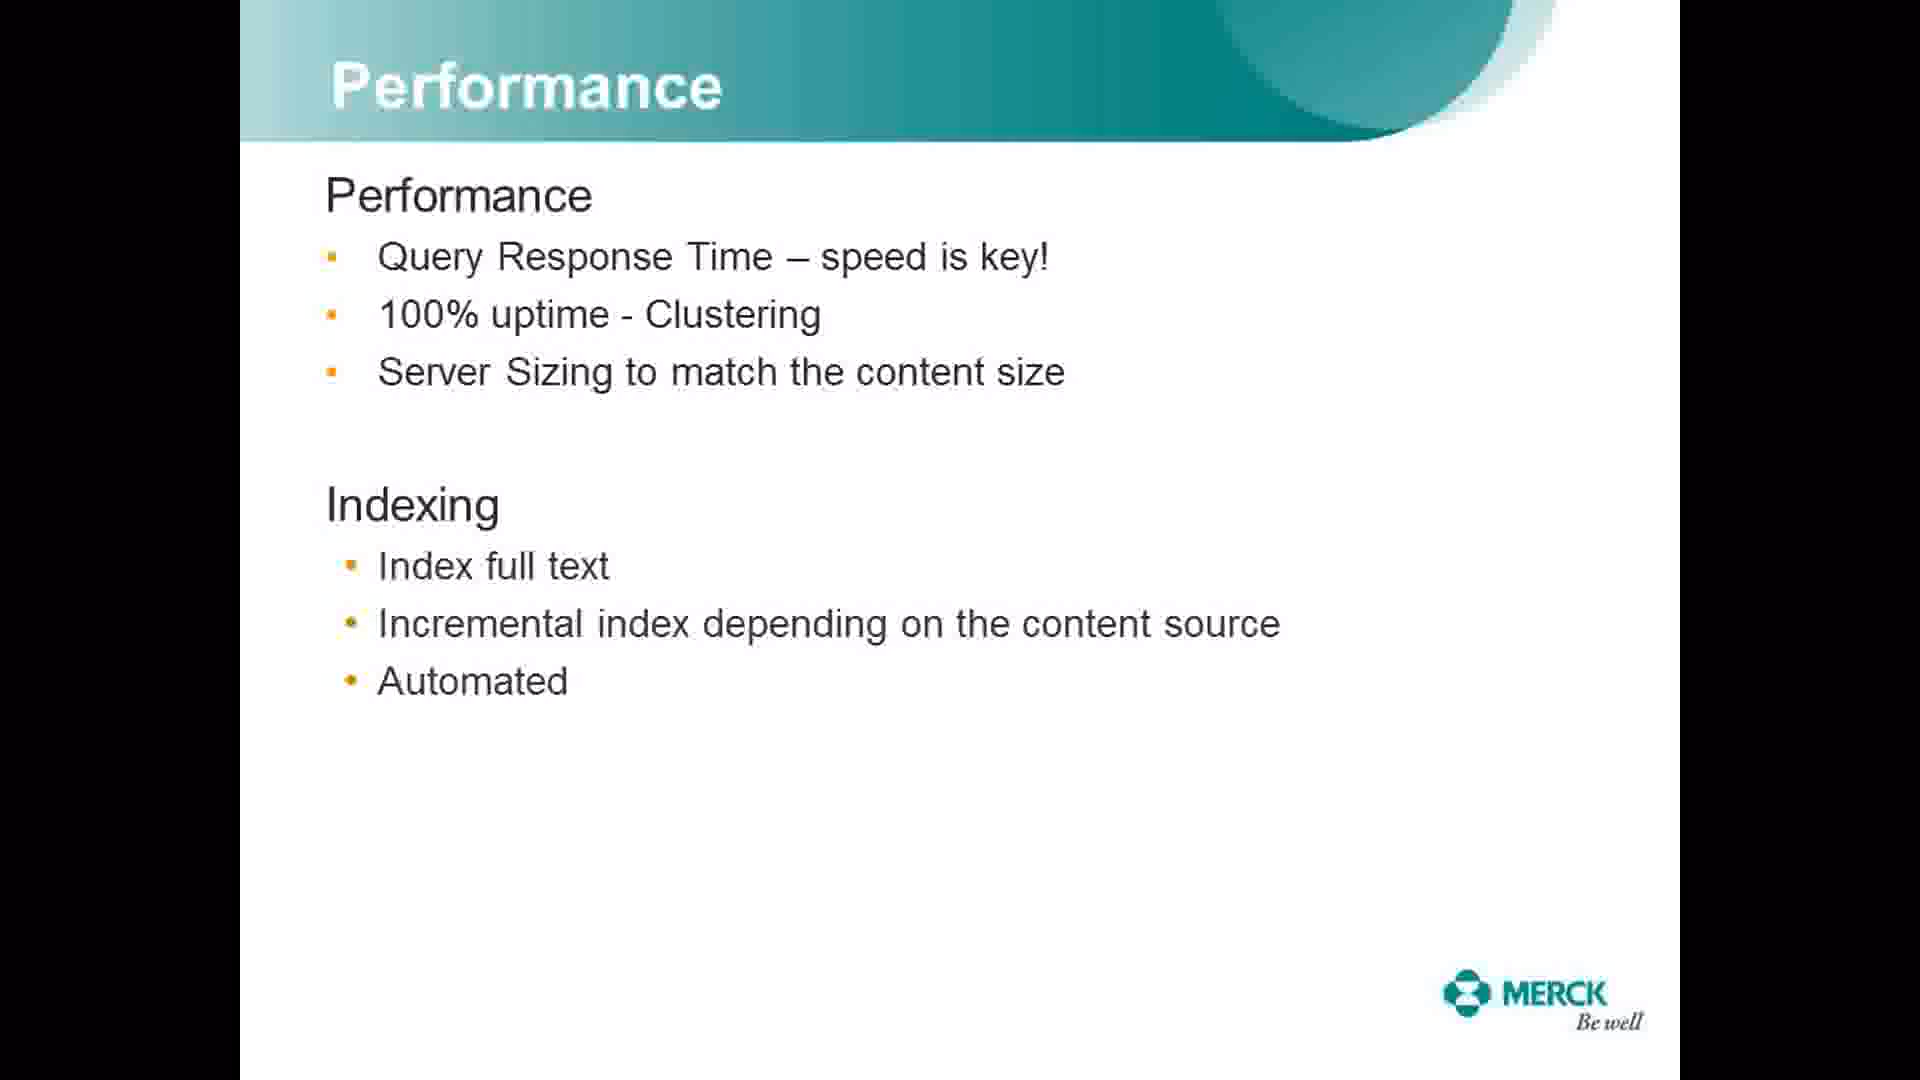 Performance
Performance
• Query Response Time – speed is key!
• 100% uptime - Clustering
• Server Sizing to match the content size
Indexing
• Index full text
• Incremental index depending on the content source
• Automated
MERCK
Be well